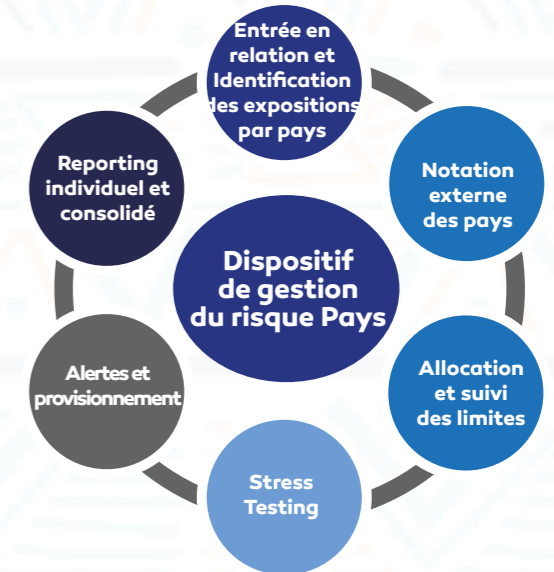 Entrée en
relation et
Identification
des expositions
par pays
Notation
externe
des pays
Allocation
et suivi
des limites
Stress
Testing
Alertes et
provisionnement
Reporting
individuel et
consolidé
Dispositif
de gestion
du risque Pays